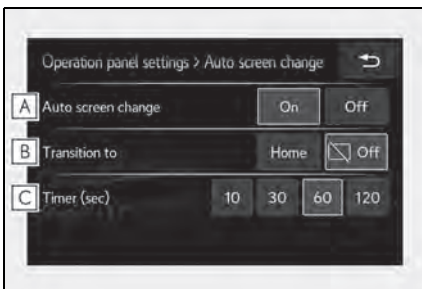 Operation panel settings > Auto screen change
A Auto screen change On Off
B Transition to Home Off
C Timer (sec) 10 30 60 120